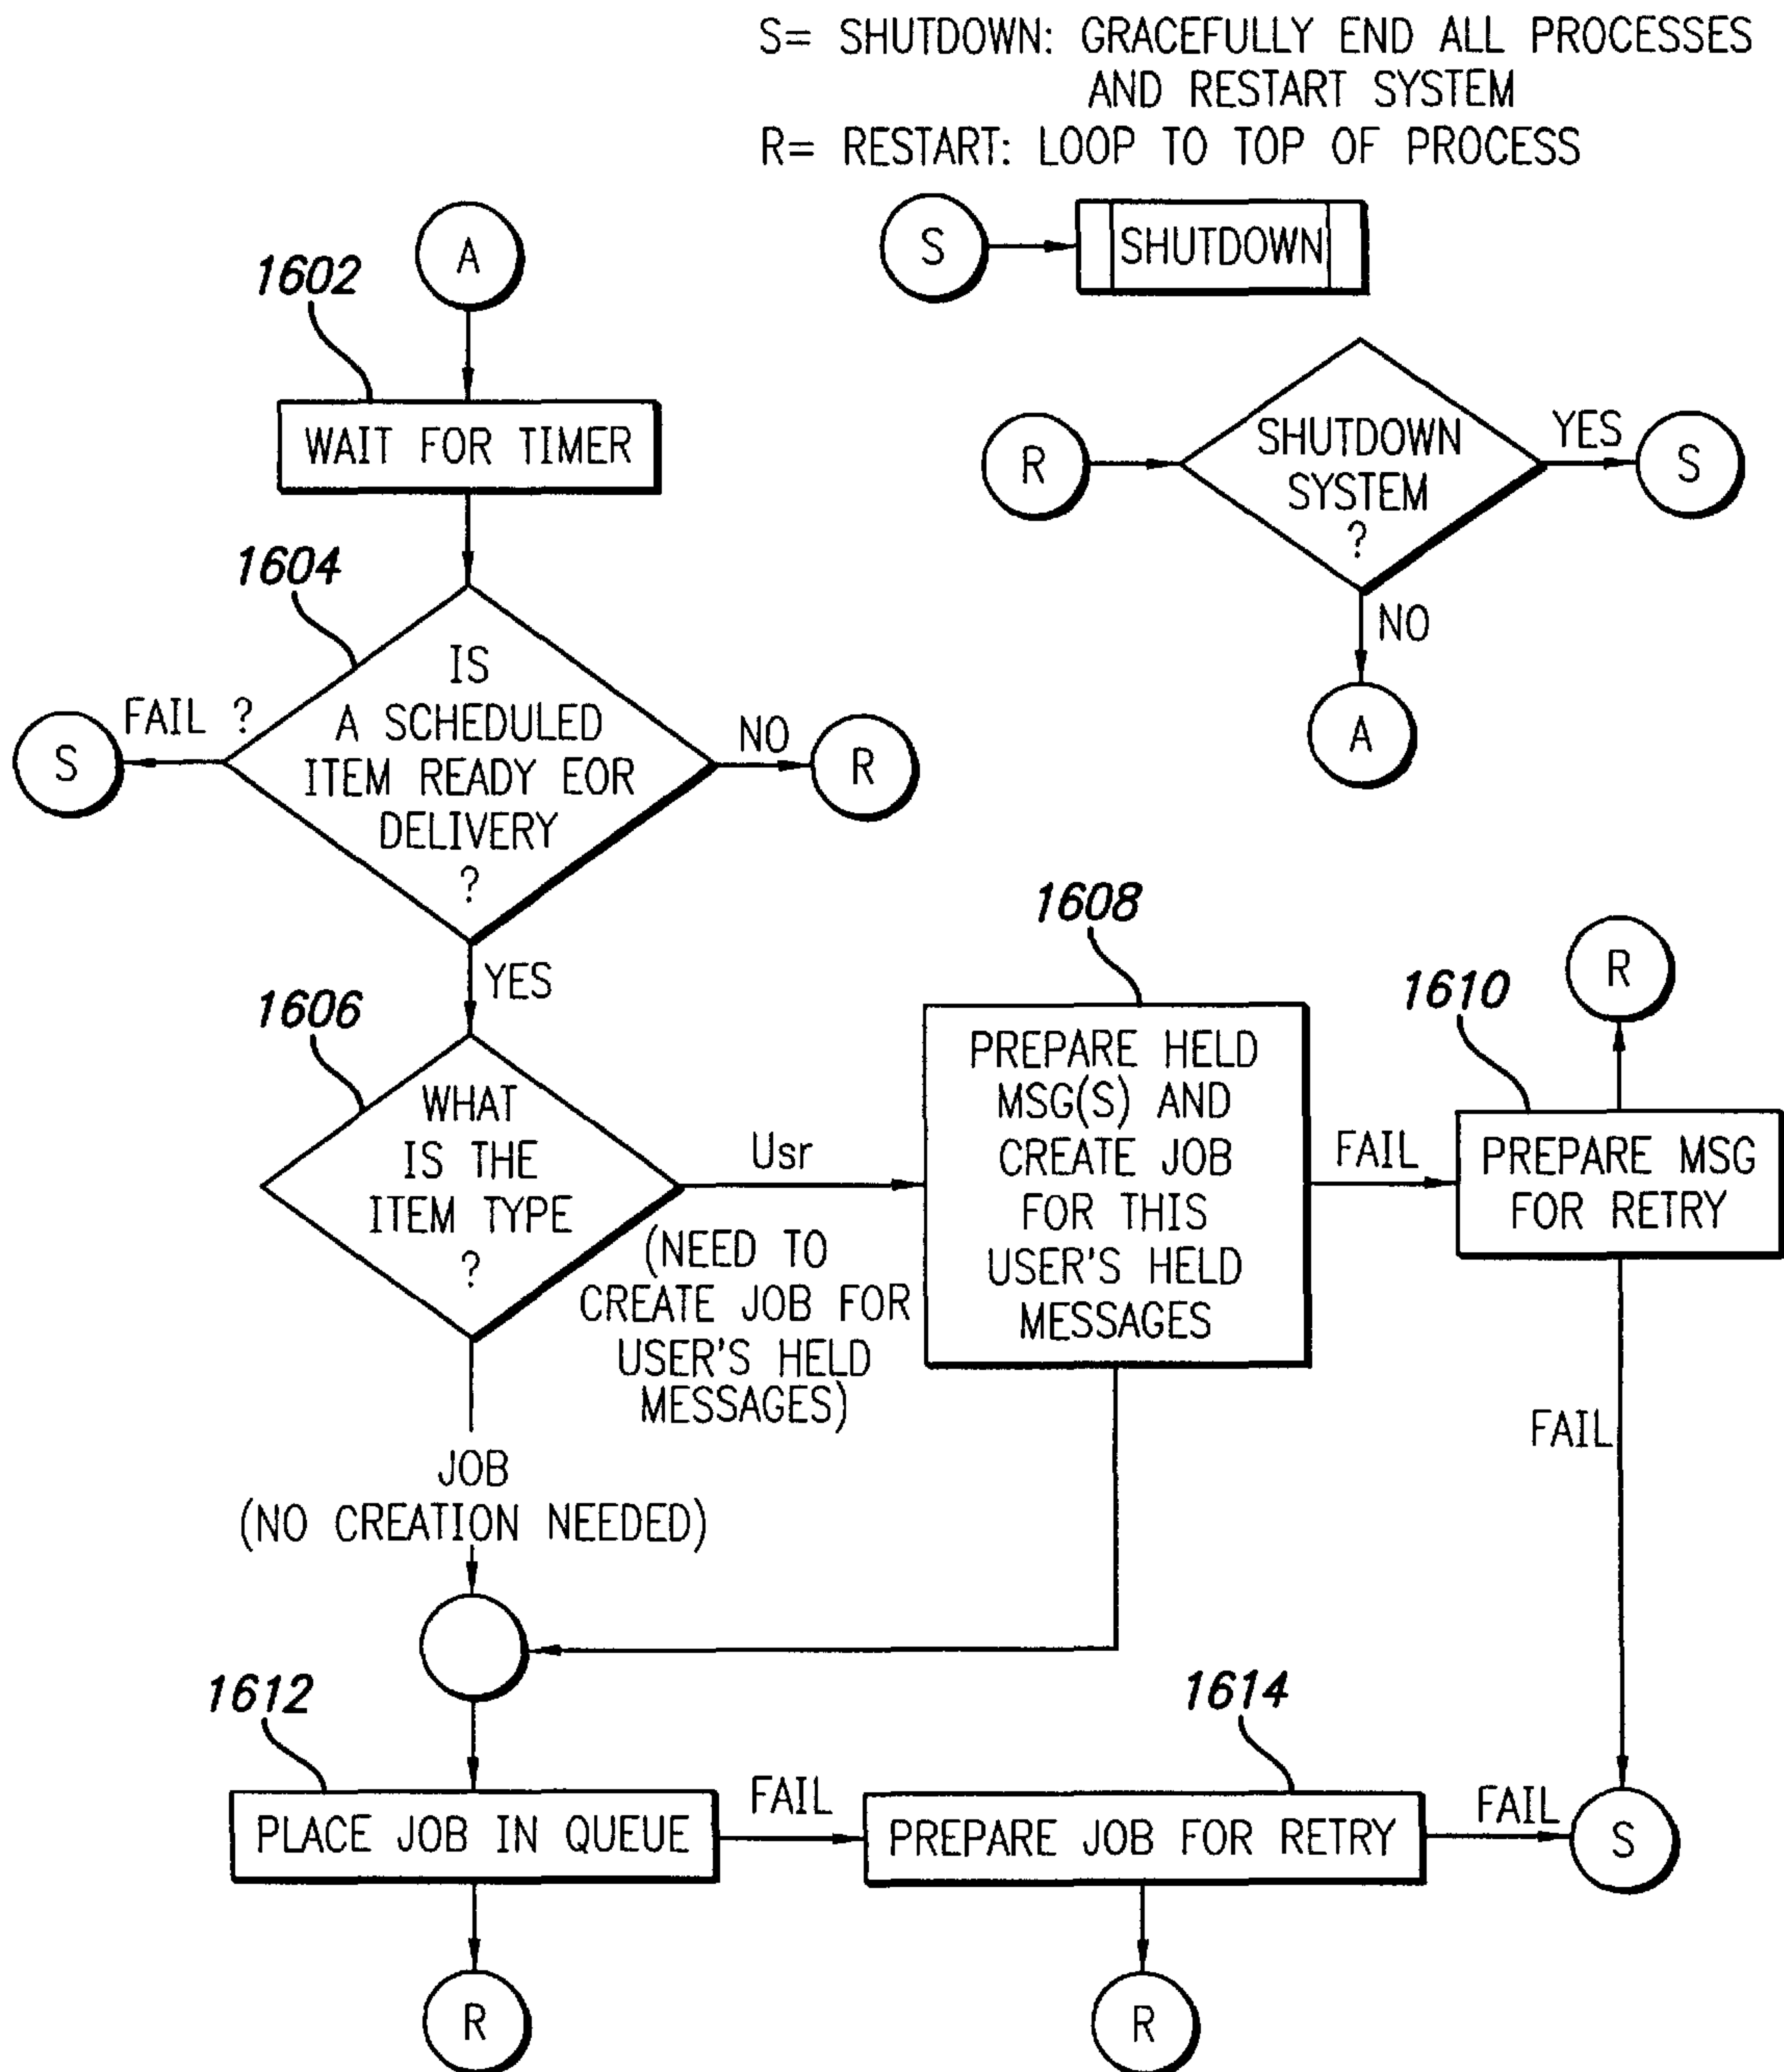 S= SHUTDOWN: GRACEFULLY END ALL PROCESSES
AND RESTART SYSTEM
R= RESTART: LOOP TO TOP OF PROCESS
A
S
SHUTDOWN
1602
WAIT FOR TIMER
R
SHUTDOWN
SYSTEM
?
YES
S
NO
A
1604
IS
A SCHEDULED
ITEM READY EOR
DELIVERY
?
FAIL ?
S
NO
R
YES
1606
WHAT
IS THE
ITEM TYPE
?
Usr
(NEED TO
CREATE JOB FOR
USER'S HELD
MESSAGES)
1608
PREPARE HELD
MSG(S) AND
CREATE JOB
FOR THIS
USER'S HELD
MESSAGES
FAIL
1610
R
PREPARE MSG
FOR RETRY
FAIL
JOB
(NO CREATION NEEDED)
1612
PLACE JOB IN QUEUE
FAIL
1614
PREPARE JOB FOR RETRY
FAIL
S
R
R